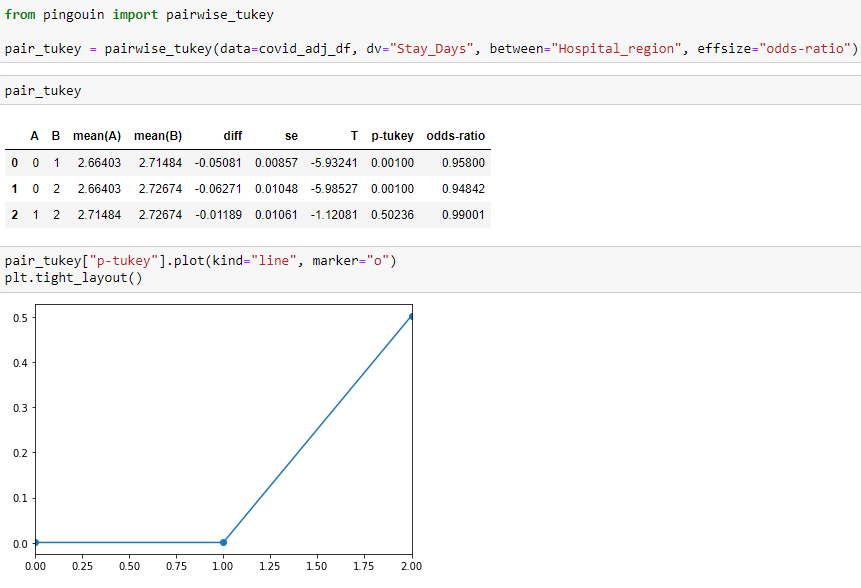 from pingouin import pairwise_tukey
pair_tukey = pairwise_tukey(data=covid_adj_df, dv="Stay_Days", between="Hospital_region", effsize="odds-ratio")
pair_tukey
A B mean(A) mean(B) diff se T p-tukey odds-ratio
0 0 1 2.66403 2.71484 -0.05081 0.00857 -5.93241 0.00100 0.95800
1 0 2 2.66403 2.72674 -0.06271 0.01048 -5.98527 0.00100 0.94842
2 1 2 2.71484 2.72674 -0.01189 0.01061 -1.12081 0.50236 0.99001
pair_tukey["p-tukey"].plot(kind="line", marker="o")
plt.tight_layout()
0.5
0.4
0.3
0.2
0.1
0.0
0.00 0.25 0.50 0.75 1.00 1.25 1.50 1.75 2.00